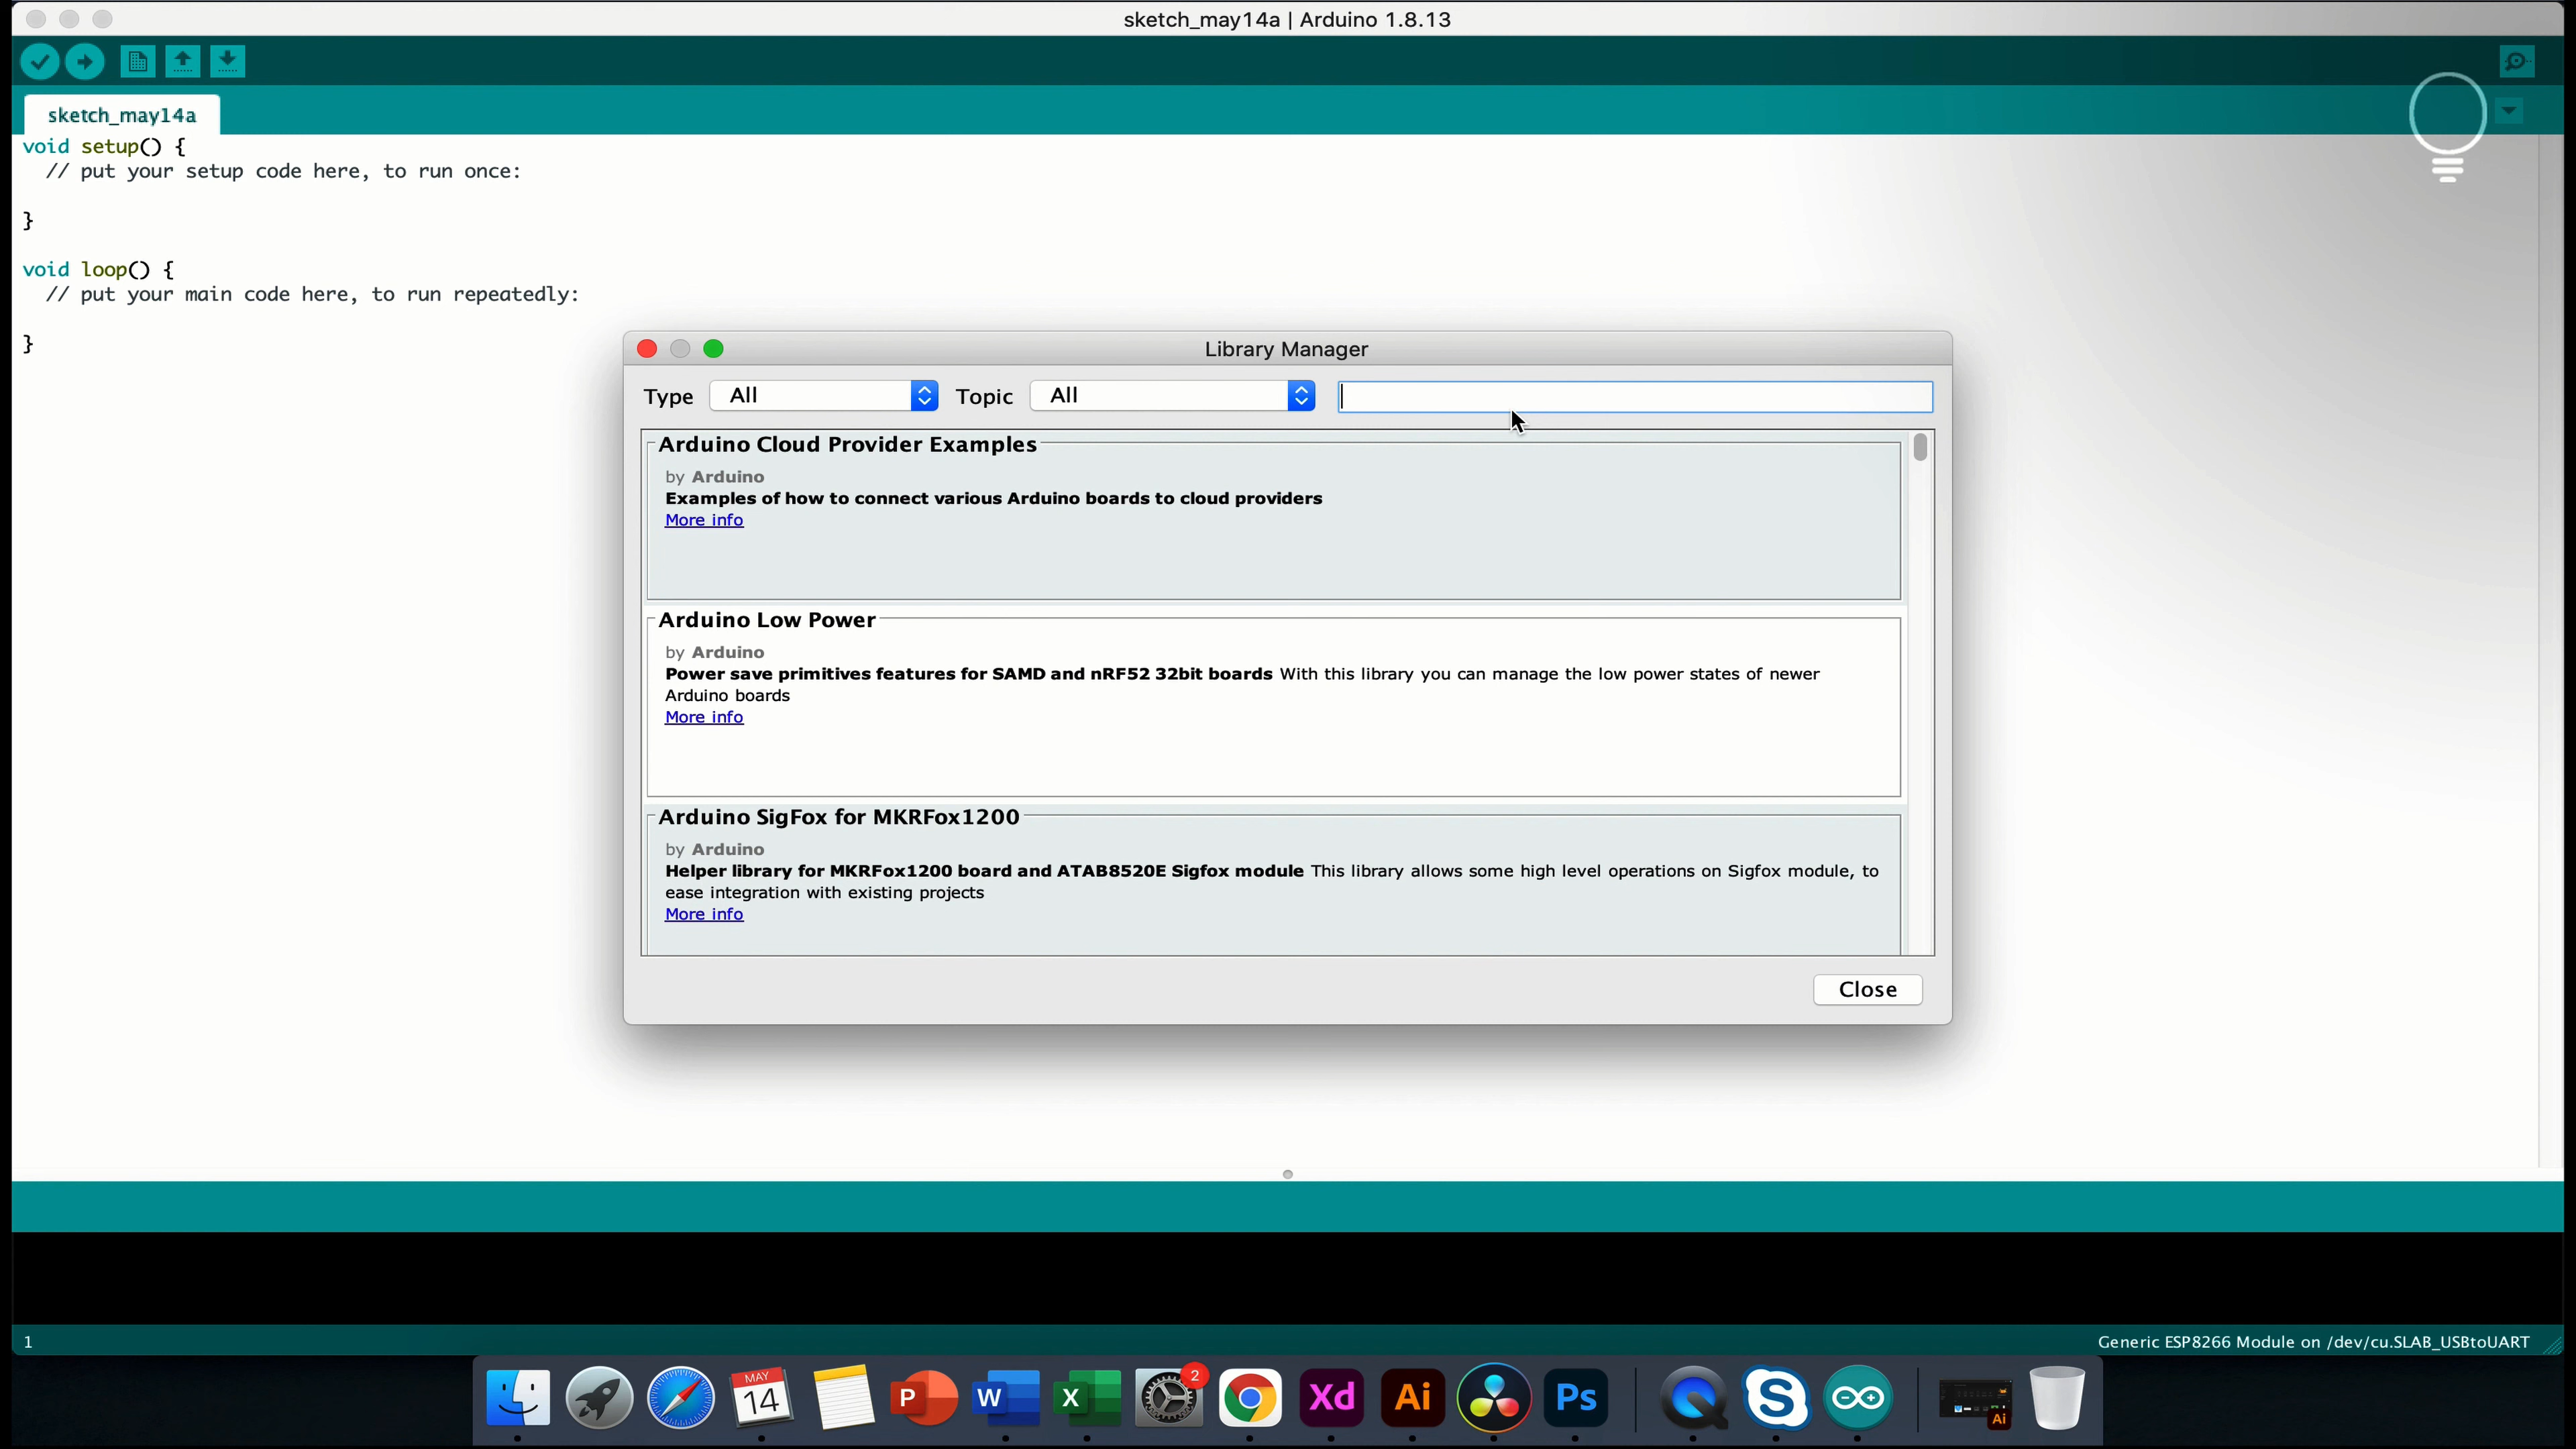 sketch_may14a | Arduino 1.8.13
sketch_may14a
void setup() {
// put your setup code here, to run once:
}
void loop() {
// put your main code here, to run repeatedly:
}
Library Manager
Type All Topic All
Arduino Cloud Provider Examples
by Arduino
Examples of how to connect various Arduino boards to cloud providers
More info
Arduino Low Power
by Arduino
Power save primitives features for SAMD and nRF52 32bit boards With this library you can manage the low power states of newer
Arduino boards
More info
Arduino SigFox for MKRFox1200
by Arduino
Helper library for MKRFox1200 board and ATAB8520E Sigfox module This library allows some high level operations on Sigfox module, to
ease integration with existing projects
More info
Close
1 Generic ESP8266 Module on /dev/cu.SLAB_USBtoUART
MAY
14
P
W
X
2
Xd
Ai
Ps
S
Ai